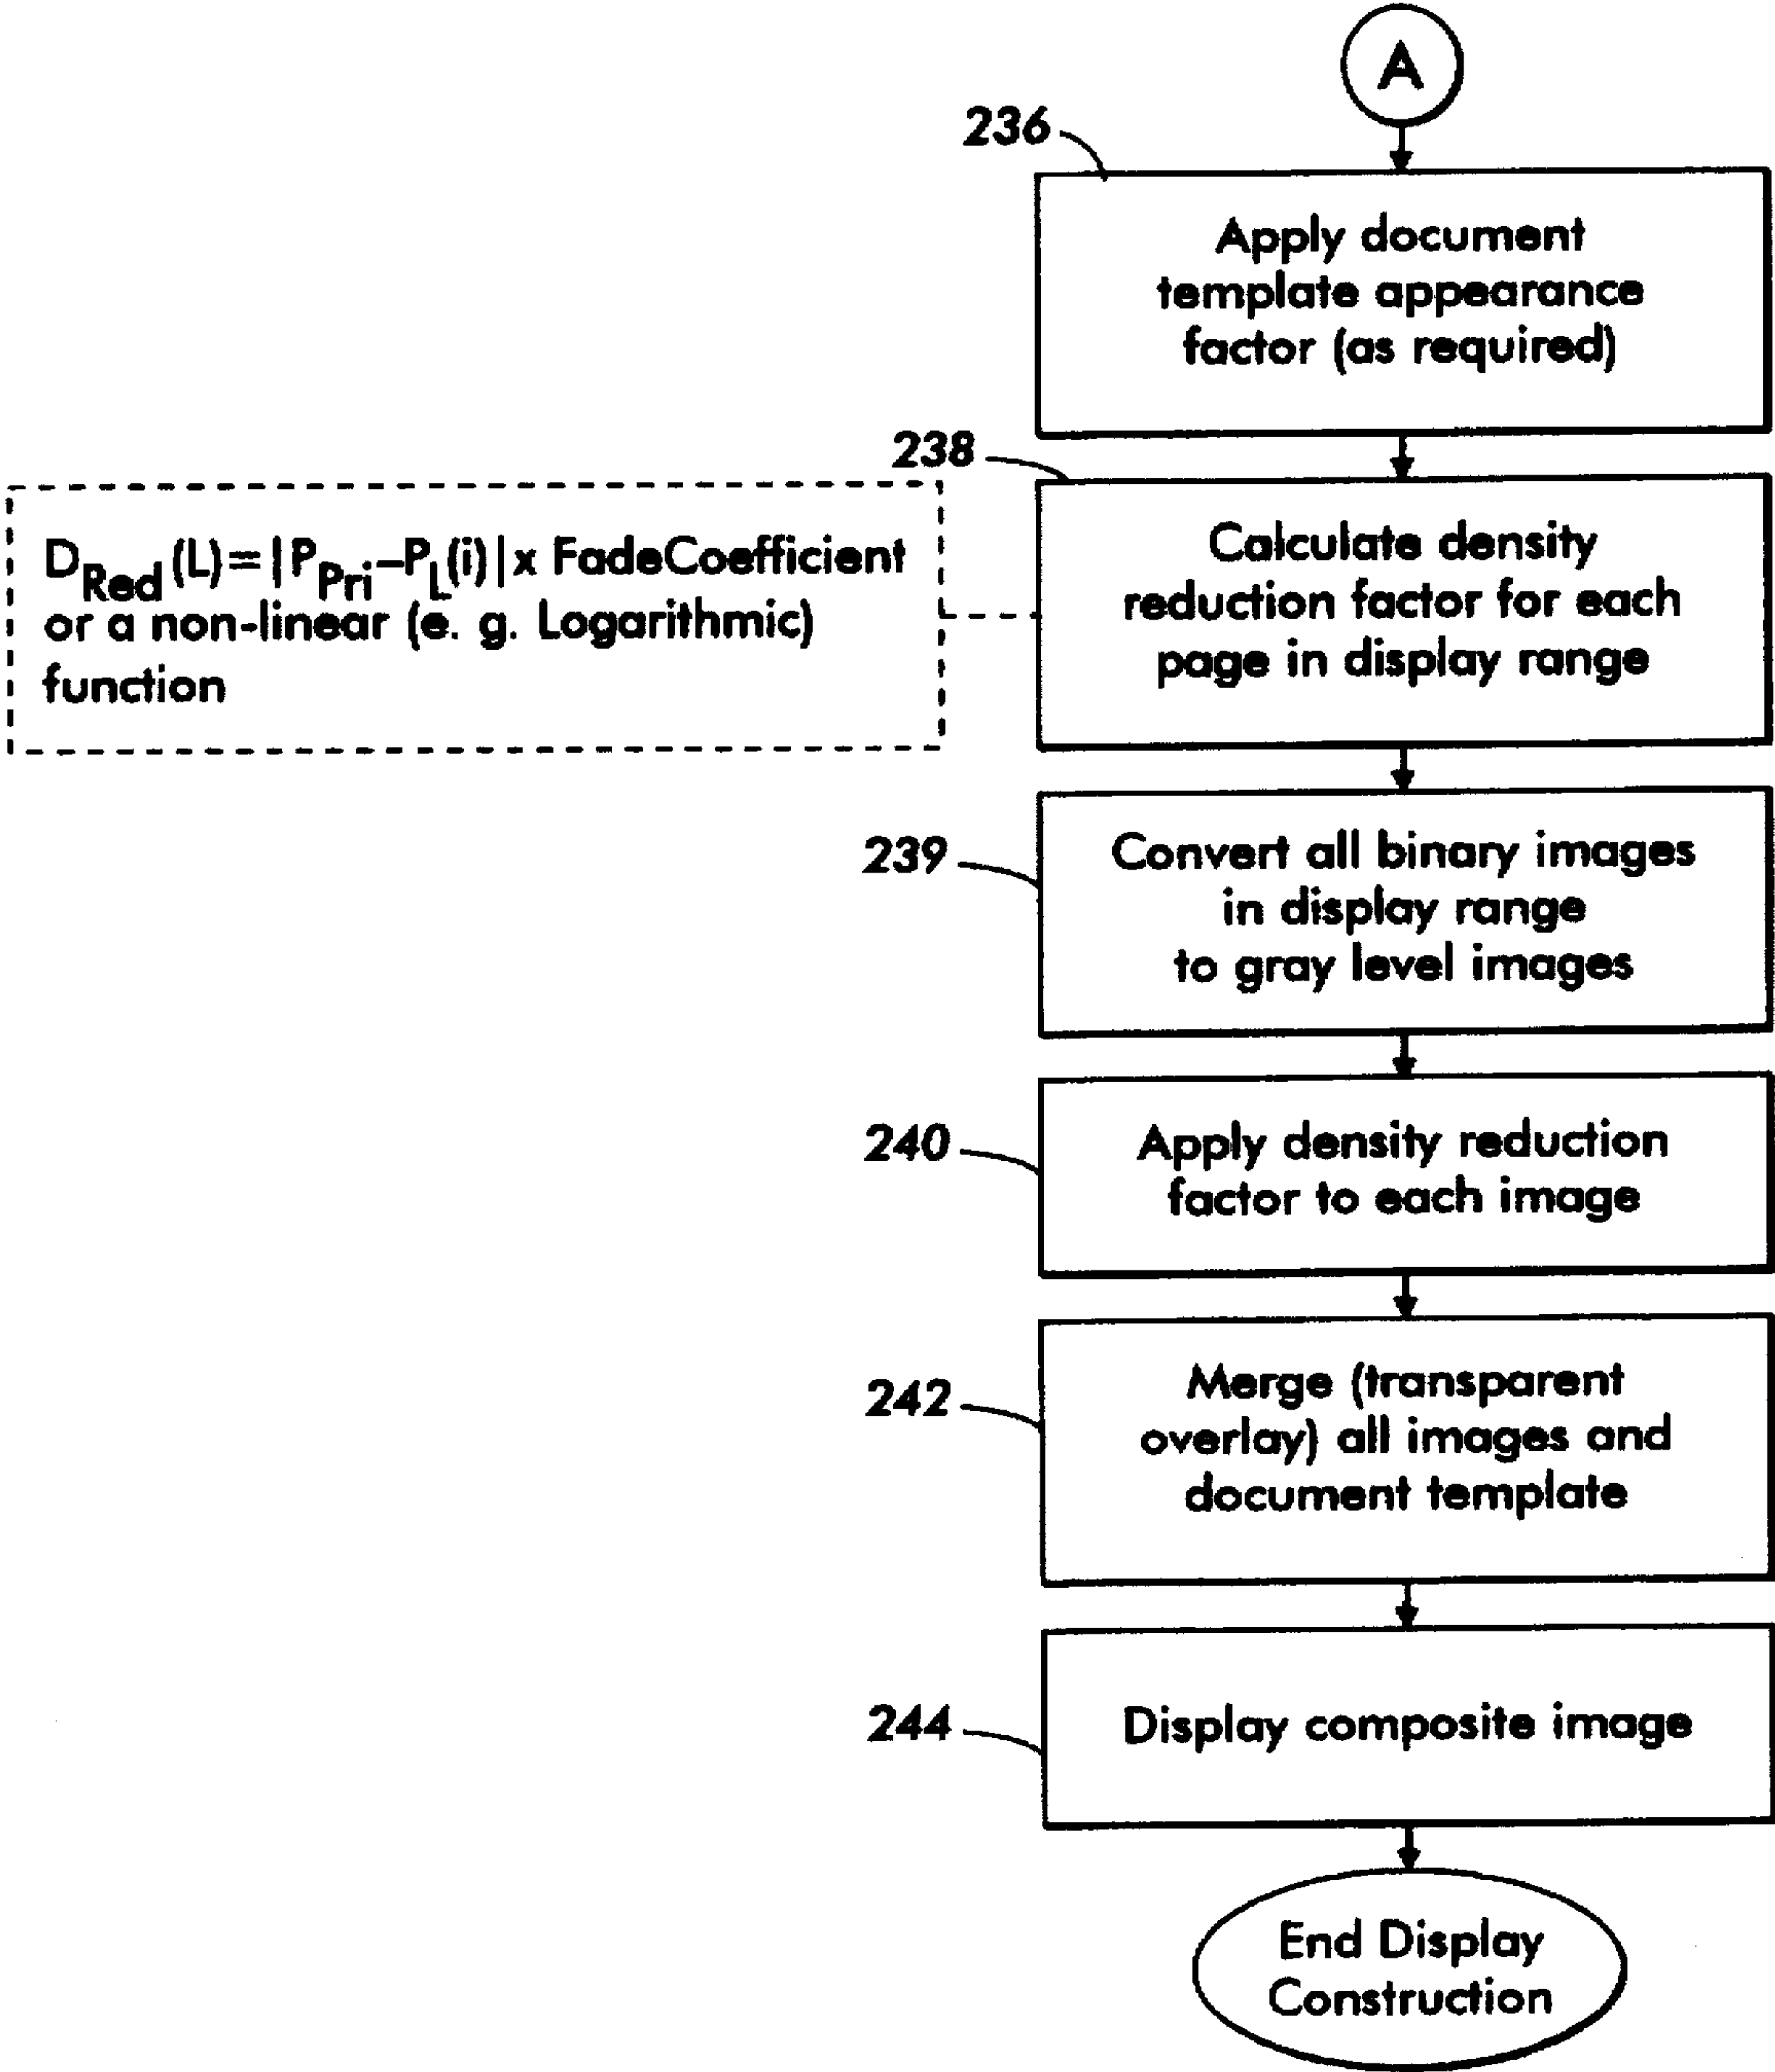 A
236
Apply document
template appearance
factor (as required)
238
D_Red (L)=|P_Pri–P_L(i)|x FadeCoefficient
or a non-linear (e. g. Logarithmic)
function
Calculate density
reduction factor for each
page in display range
239
Convert all binary images
in display range
to gray level images
240
Apply density reduction
factor to each image
242
Merge (transparent
overlay) all images and
document template
244
Display composite image
End Display
Construction